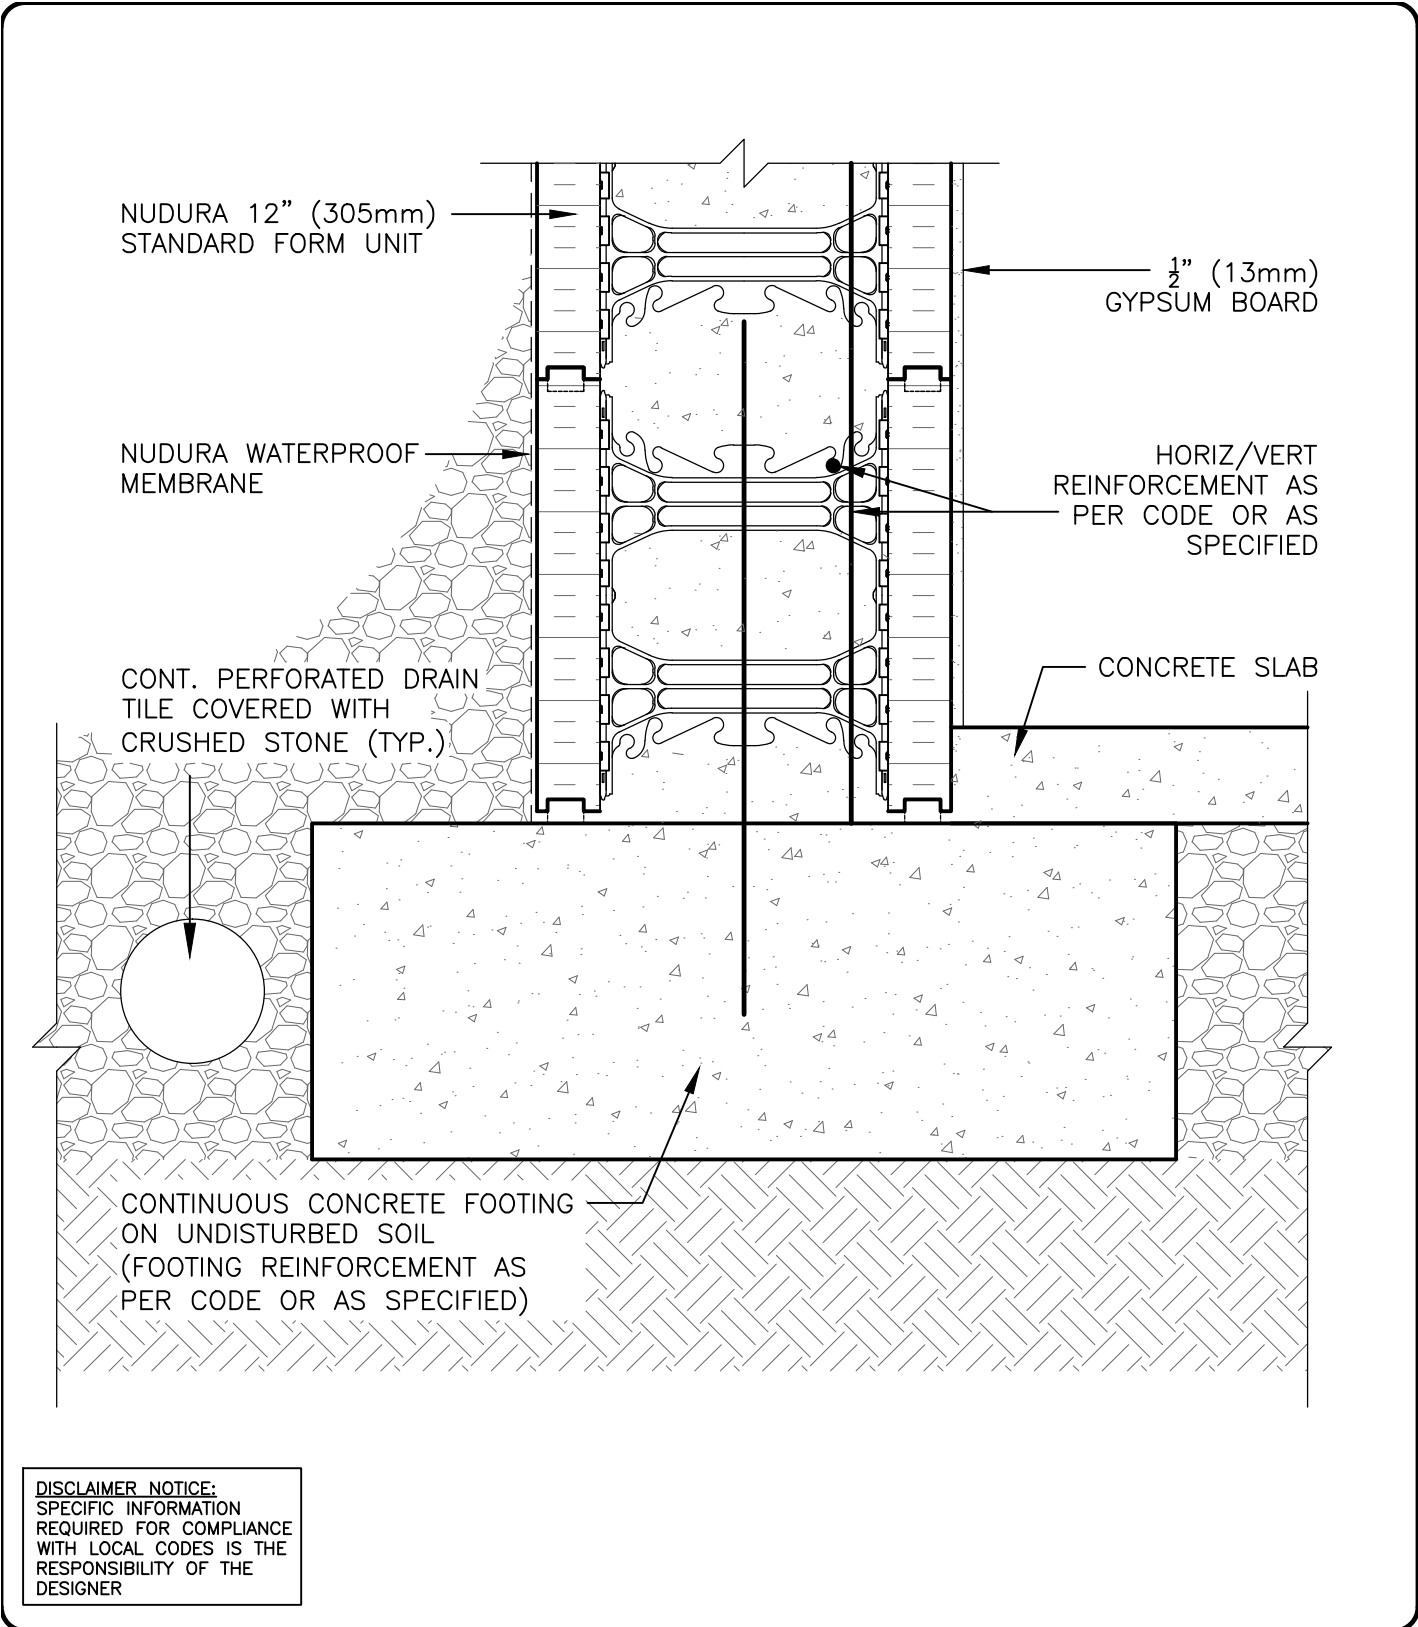 NUDURA 12” (305mm)
STANDARD FORM UNIT
½” (13mm)
GYPSUM BOARD
NUDURA WATERPROOF
MEMBRANE
HORIZ/VERT
REINFORCEMENT AS
PER CODE OR AS
SPECIFIED
CONT. PERFORATED DRAIN
TILE COVERED WITH
CRUSHED STONE (TYP.)
CONCRETE SLAB
CONTINUOUS CONCRETE FOOTING
ON UNDISTURBED SOIL
(FOOTING REINFORCEMENT AS
PER CODE OR AS SPECIFIED)
DISCLAIMER NOTICE:
SPECIFIC INFORMATION
REQUIRED FOR COMPLIANCE
WITH LOCAL CODES IS THE
RESPONSIBILITY OF THE
DESIGNER